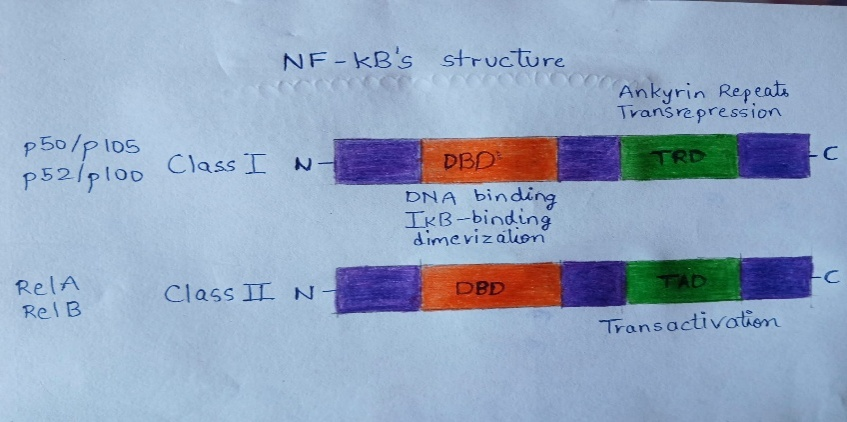 NF-kB's structure
Ankyrin Repeats
Transrepression
p50/p105
p52/p100
Class I N- DBD TRD -C
DNA binding
IkB-binding
dimerization
RelA
RelB
Class II N- DBD TAD -C
Transactivation